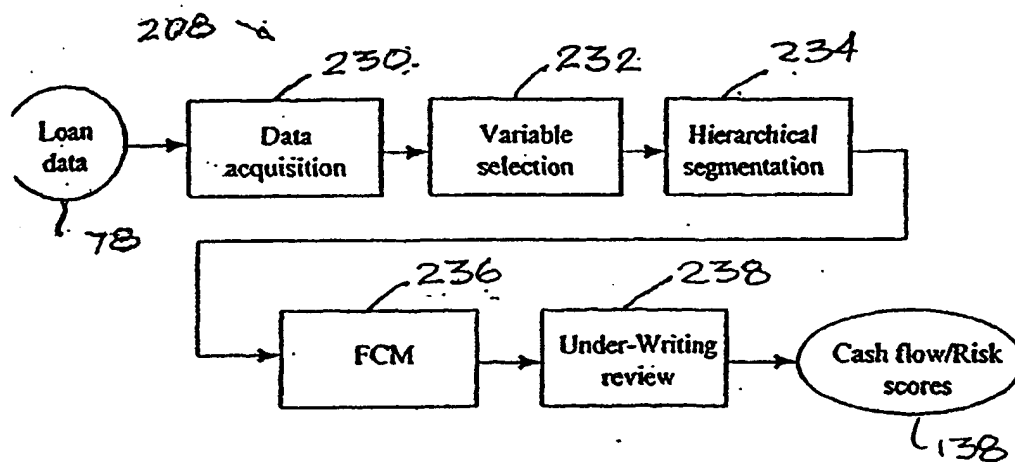 208
230
232
234
Loan
data
Data
acquisition
Variable
selection
Hierarchical
segmentation
78
236
238
FCM
Under-Writing
review
Cash flow/Risk
scores
138